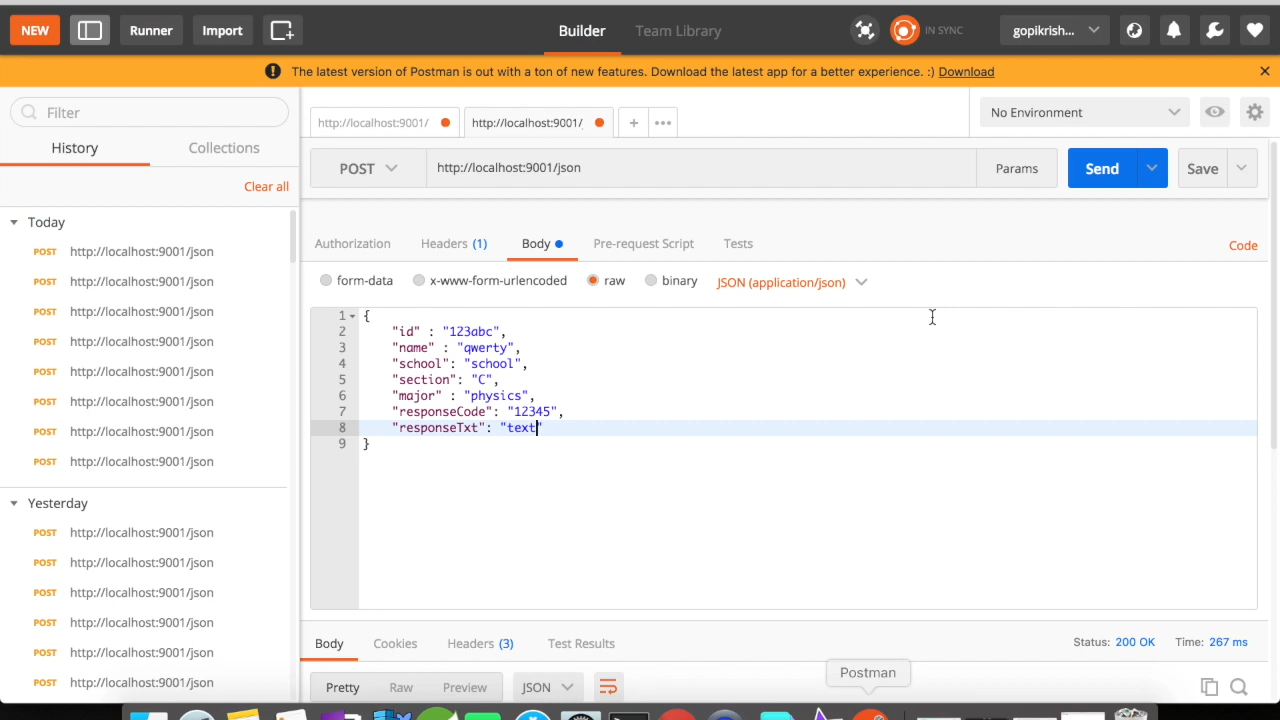 NEW
Runner
Import
Builder
Team Library
IN SYNC
gopikrish...
The latest version of Postman is out with a ton of new features. Download the latest app for a better experience. :) Download
Filter
http://localhost:9001/
http://localhost:9001/
No Environment
History
Collections
POST
http://localhost:9001/json
Params
Send
Save
Clear all
Today
POST http://localhost:9001/json
POST http://localhost:9001/json
POST http://localhost:9001/json
POST http://localhost:9001/json
POST http://localhost:9001/json
POST http://localhost:9001/json
POST http://localhost:9001/json
POST http://localhost:9001/json
Yesterday
POST http://localhost:9001/json
POST http://localhost:9001/json
POST http://localhost:9001/json
POST http://localhost:9001/json
POST http://localhost:9001/json
POST http://localhost:9001/json
Authorization
Headers (1)
Body
Pre-request Script
Tests
Code
form-data
x-www-form-urlencoded
raw
binary
JSON (application/json)
1 {
2 "id" : "123abc",
3 "name" : "qwerty",
4 "school": "school",
5 "section": "C",
6 "major" : "physics",
7 "responseCode": "12345",
8 "responseTxt": "text"
9 }
Body
Cookies
Headers (3)
Test Results
Status: 200 OK
Time: 267 ms
Pretty
Raw
Preview
JSON
Postman